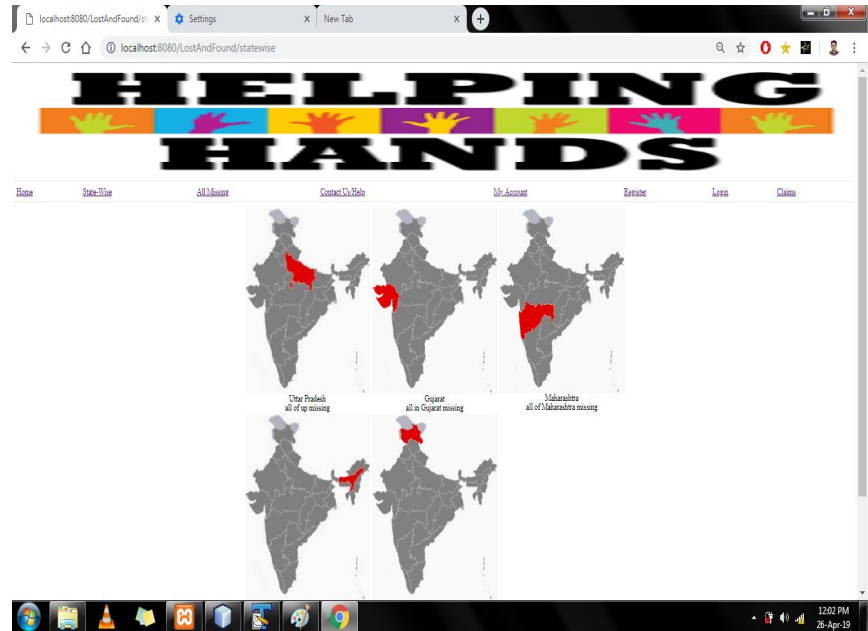 localhost:8080/LostAndFound/st
Settings
New Tab
localhost:8080/LostAndFound/statewise
HELPING
HANDS
Home State-Wise All Missing Contact Us/Help My Account Register Login Claims
Uttar Pradesh
all of up missing
Gujarat
all in Gujarat missing
Maharashtra
all of Maharashtra missing
12:02 PM
26-Apr-19